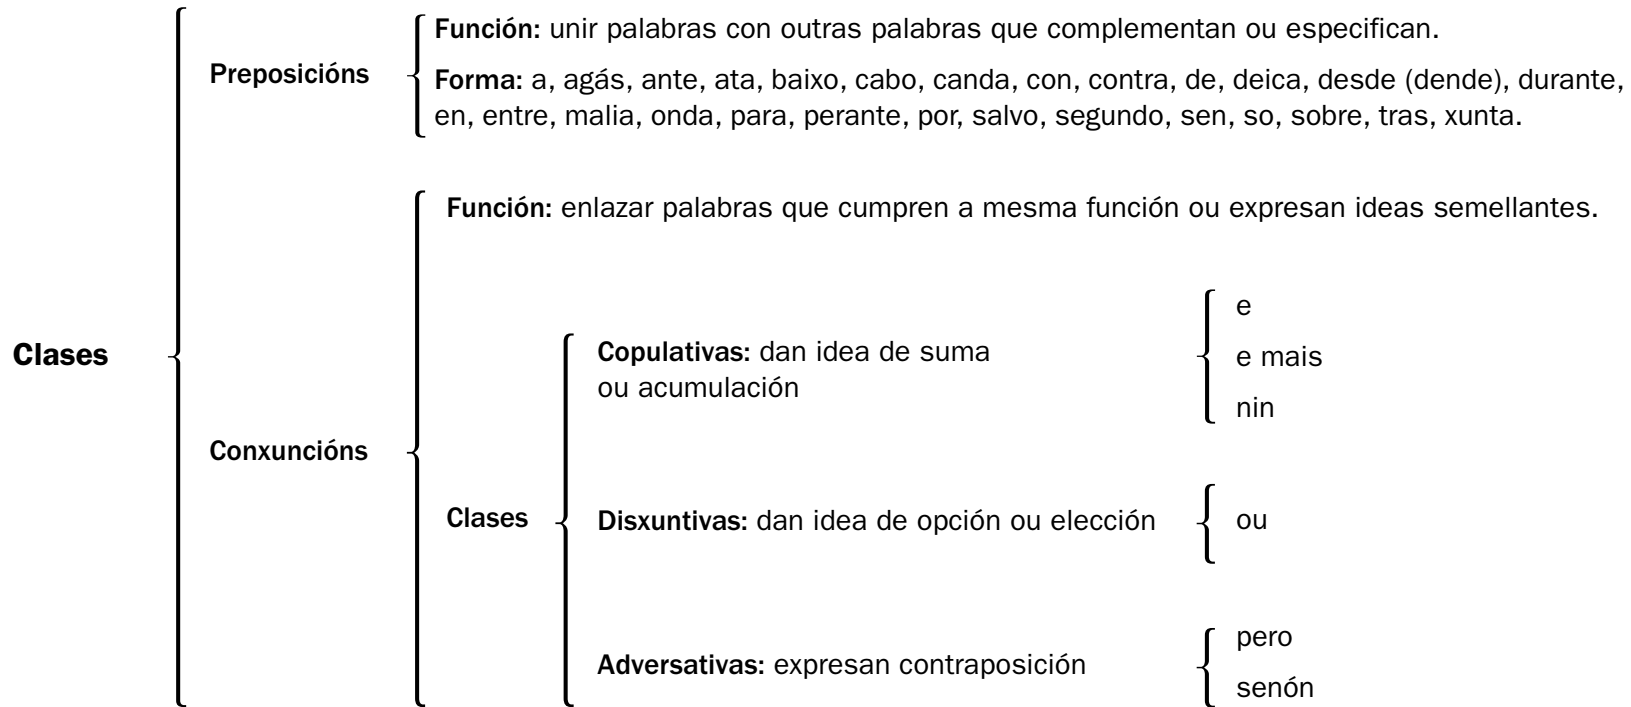 Clases
Preposicións
Función: unir palabras con outras palabras que complementan ou especifican.
Forma: a, agás, ante, ata, baixo, cabo, canda, con, contra, de, deica, desde (dende), durante,
en, entre, malia, onda, para, perante, por, salvo, segundo, sen, so, sobre, tras, xunta.
Conxuncións
Función: enlazar palabras que cumpren a mesma función ou expresan ideas semellantes.
Clases
Copulativas: dan idea de suma
ou acumulación
e
e mais
nin
Disxuntivas: dan idea de opción ou elección
ou
Adversativas: expresan contraposición
pero
senón